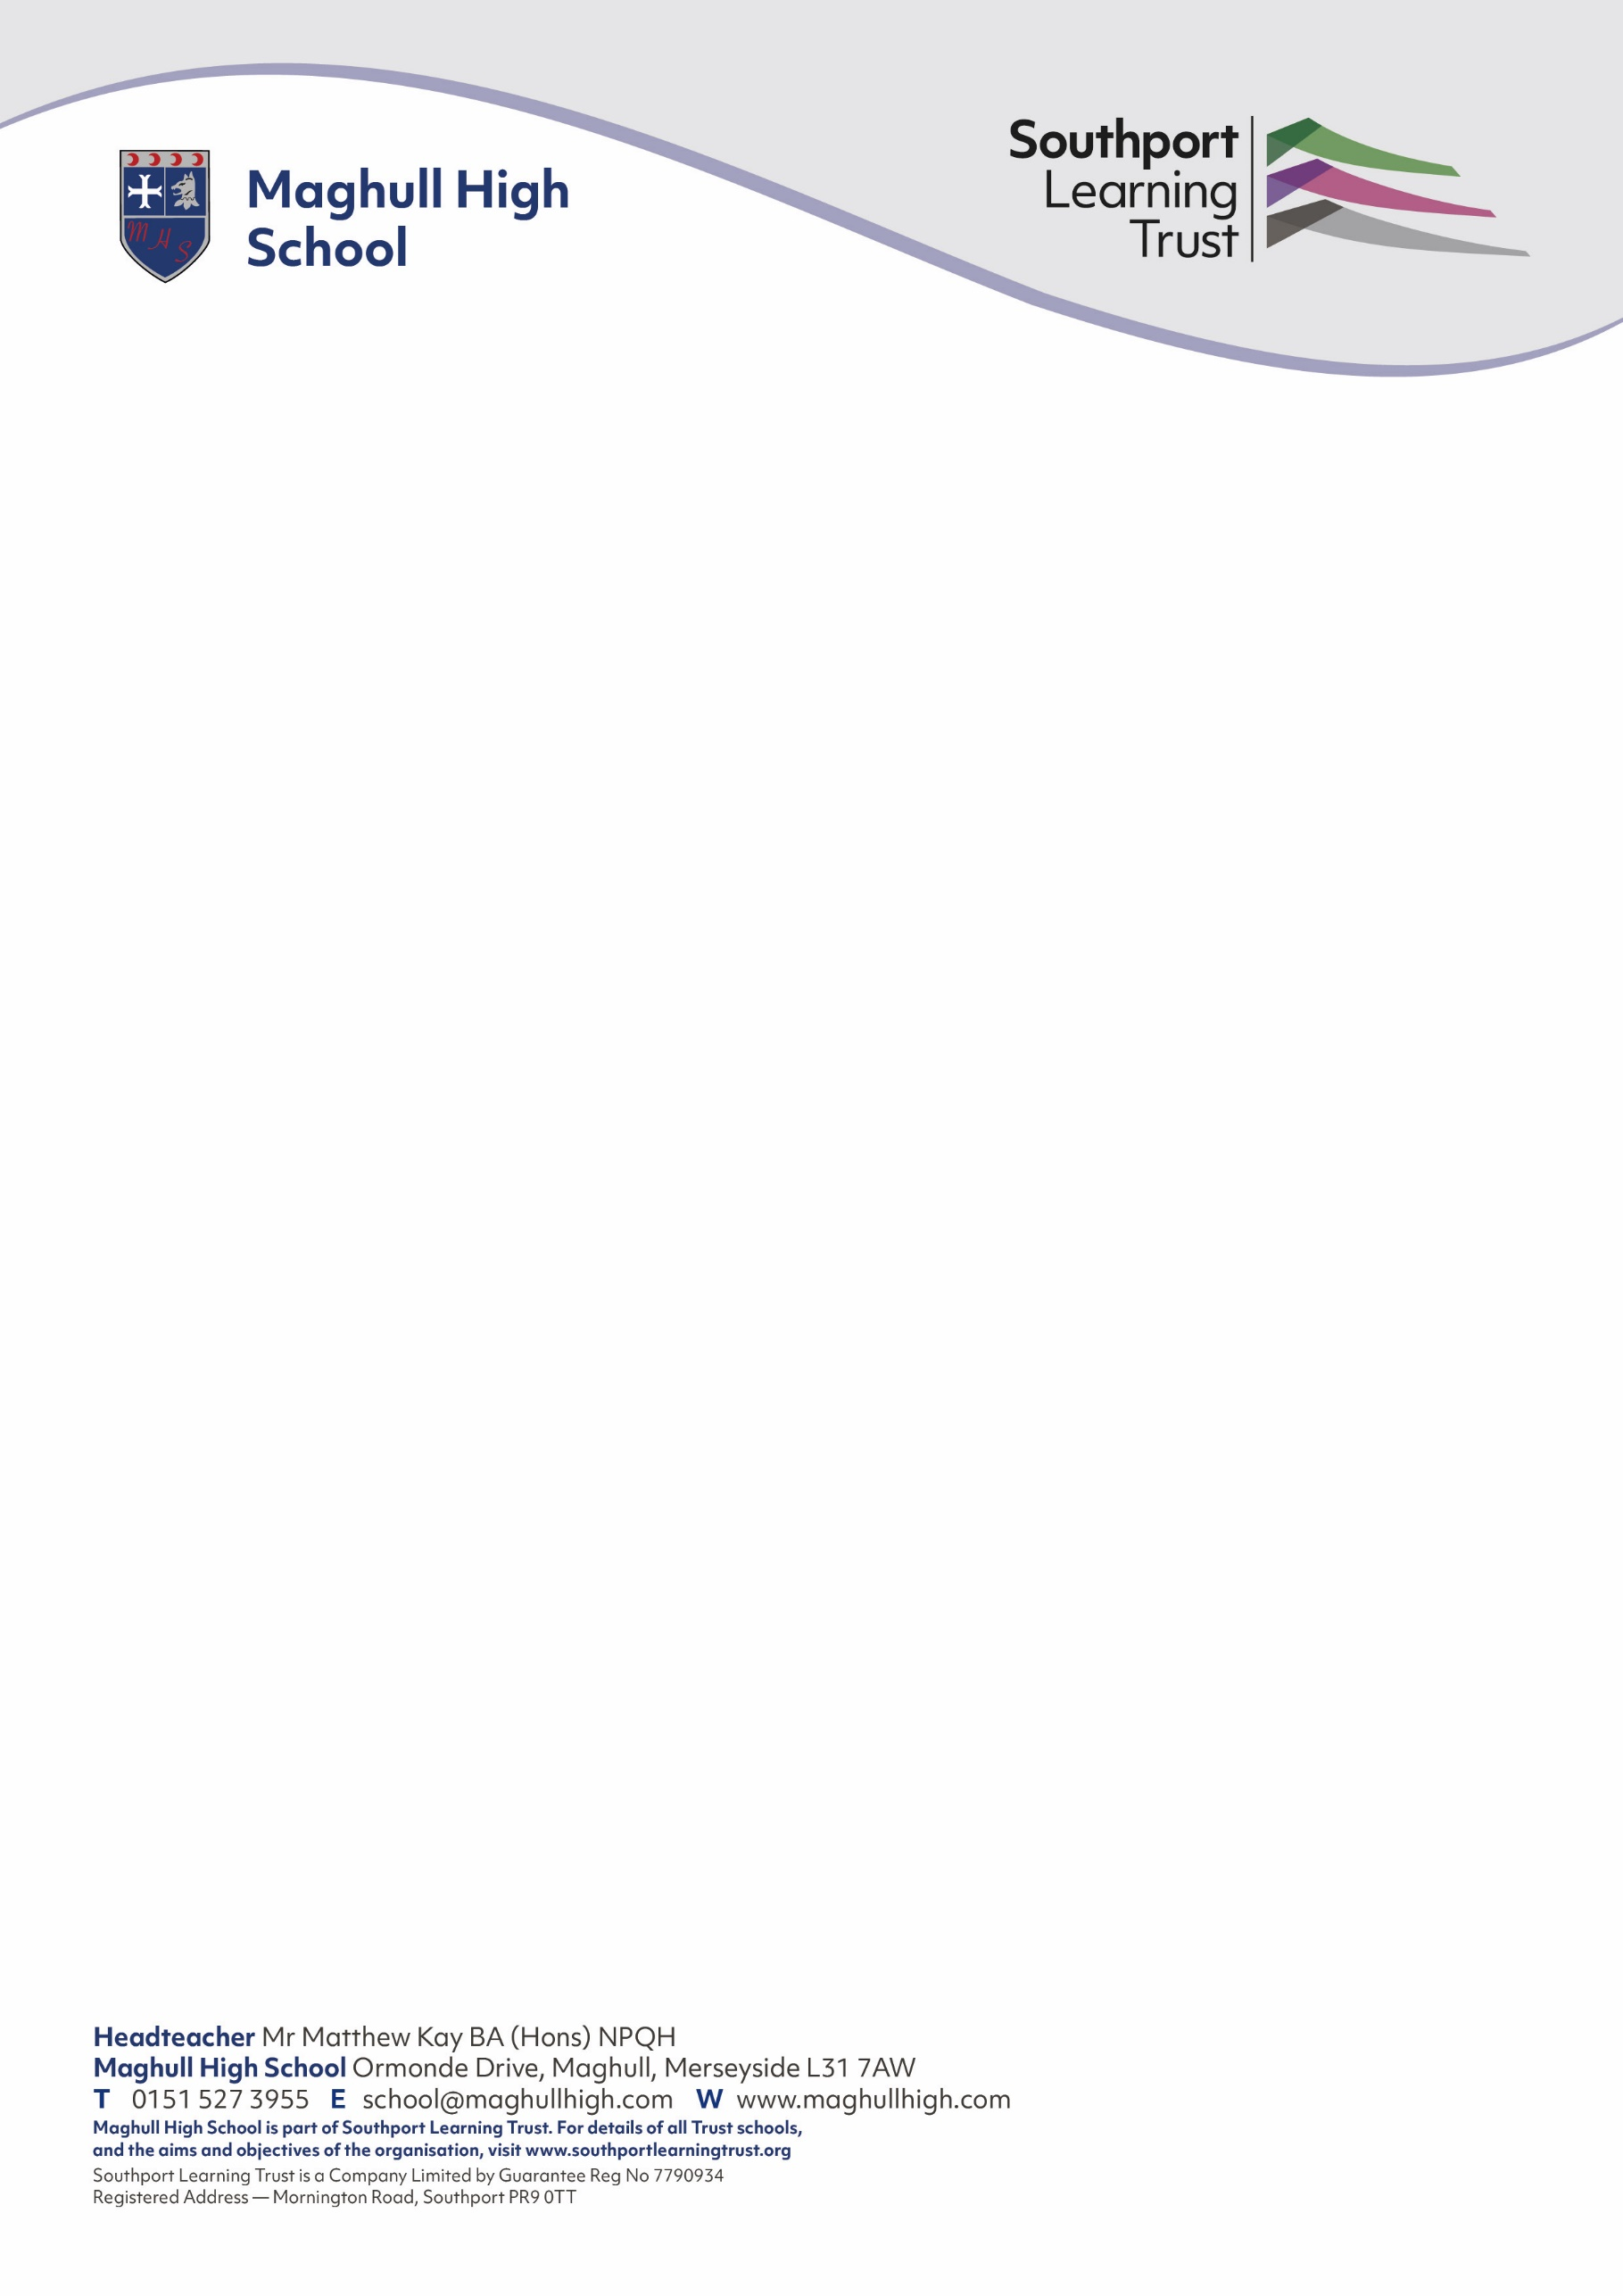 Maghull High
School
M H S
Southport
Learning
Trust
Headteacher Mr Matthew Kay BA (Hons) NPQH
Maghull High School Ormonde Drive, Maghull, Merseyside L31 7AW
T 0151 527 3955 E school@maghullhigh.com W www.maghullhigh.com
Maghull High School is part of Southport Learning Trust. For details of all Trust schools,
and the aims and objectives of the organisation, visit www.southportlearningtrust.org
Southport Learning Trust is a Company Limited by Guarantee Reg No 7790934
Registered Address — Mornington Road, Southport PR9 0TT